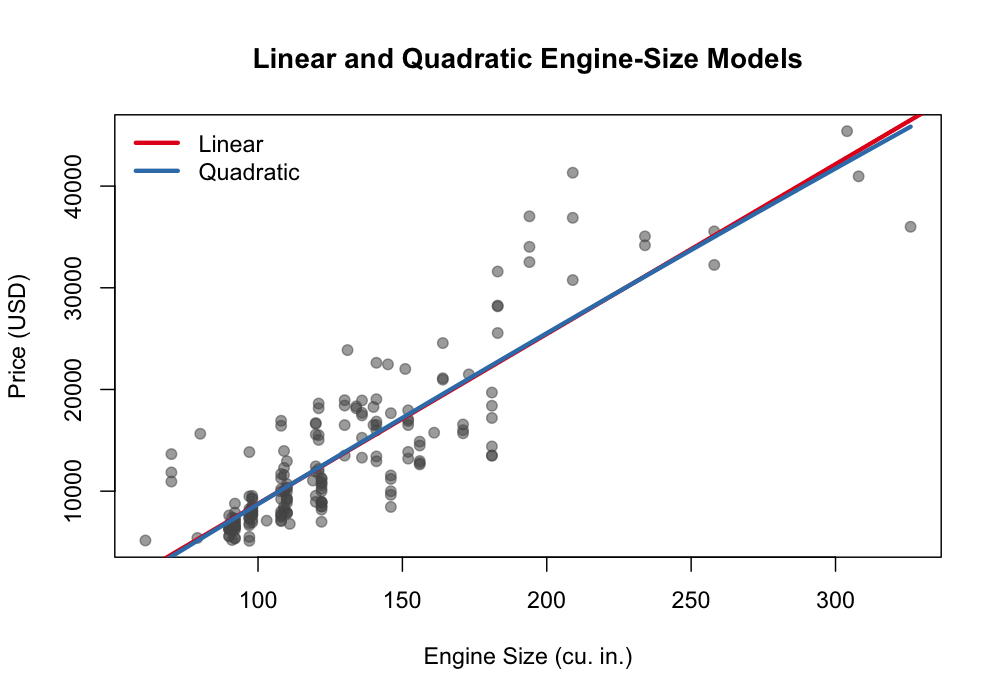 Linear and Quadratic Engine-Size Models
Linear
Quadratic
Price (USD)
40000
30000
20000
10000
100 150 200 250 300
Engine Size (cu. in.)